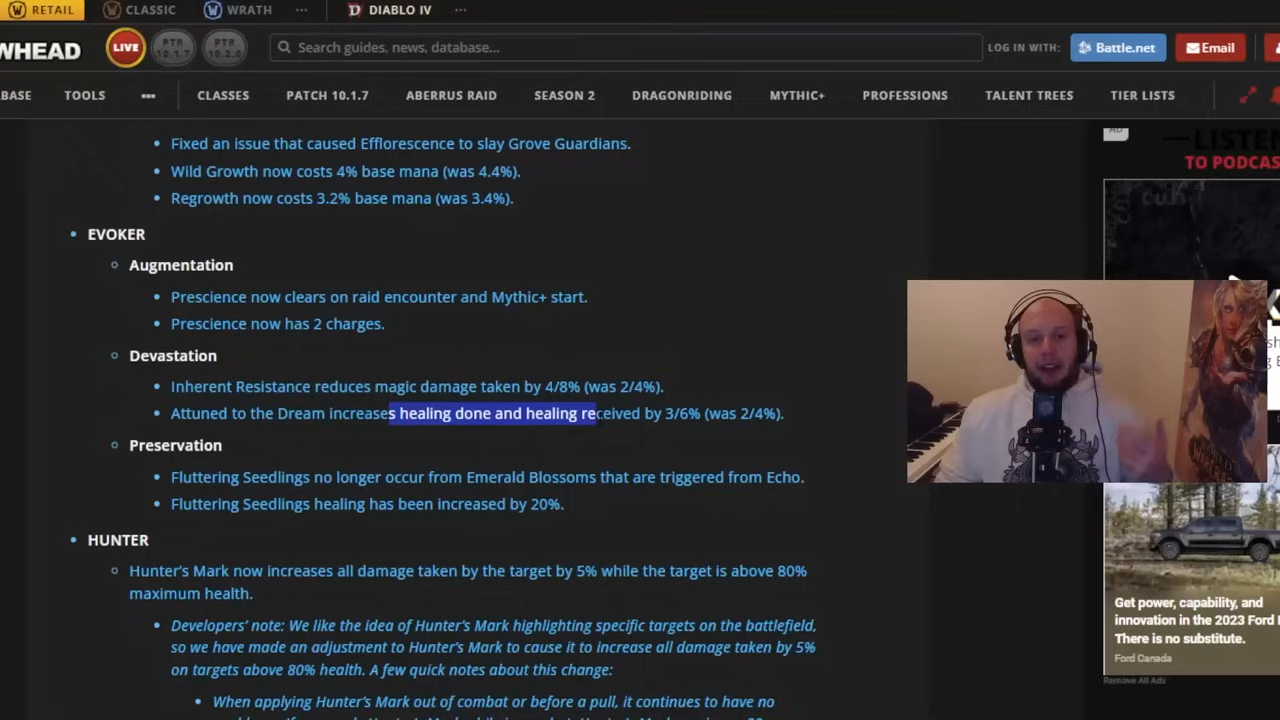 RETAIL
CLASSIC
WRATH
DIABLO IV
WHEAD
LIVE
PTR
10.1.7
PTR
Search guides, news, database...
LOG IN WITH:
Battle.net
Email
BASE
TOOLS
CLASSES
PATCH 10.1.7
ABERRUS RAID
SEASON 2
DRAGONRIDING
MYTHIC+
PROFESSIONS
TALENT TREES
TIER LISTS
• Fixed an issue that caused Efflorescence to slay Grove Guardians.
• Wild Growth now costs 4% base mana (was 4.4%).
• Regrowth now costs 3.2% base mana (was 3.4%).
• EVOKER
Augmentation
• Prescience now clears on raid encounter and Mythic+ start.
• Prescience now has 2 charges.
Devastation
• Inherent Resistance reduces magic damage taken by 4/8% (was 2/4%).
• Attuned to the Dream increases healing done and healing received by 3/6% (was 2/4%).
Preservation
• Fluttering Seedlings no longer occur from Emerald Blossoms that are triggered from Echo.
• Fluttering Seedlings healing has been increased by 20%.
• HUNTER
Hunter's Mark now increases all damage taken by the target by 5% while the target is above 80%
maximum health.
• Developers' note: We like the idea of Hunter's Mark highlighting specific targets on the battlefield,
so we have made an adjustment to Hunter's Mark to cause it to increase all damage taken by 5%
on targets above 80% health. A few quick notes about this change:
• When applying Hunter's Mark out of combat or before a pull, it continues to have no
AD
LISTEN
TO PODCAS
Get power, capability, and
innovation in the 2023 Ford
There is no substitute.
Ford Canada
Remove All Ads